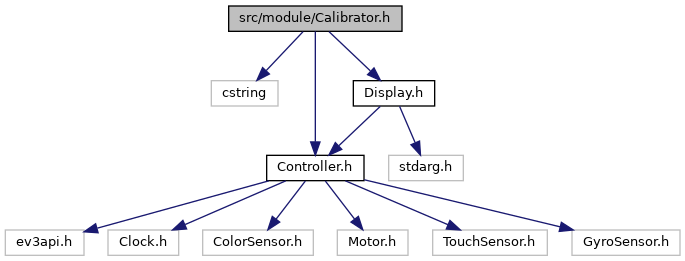 src/module/Calibrator.h
cstring
Display.h
Controller.h
stdarg.h
ev3api.h
Clock.h
ColorSensor.h
Motor.h
TouchSensor.h
GyroSensor.h